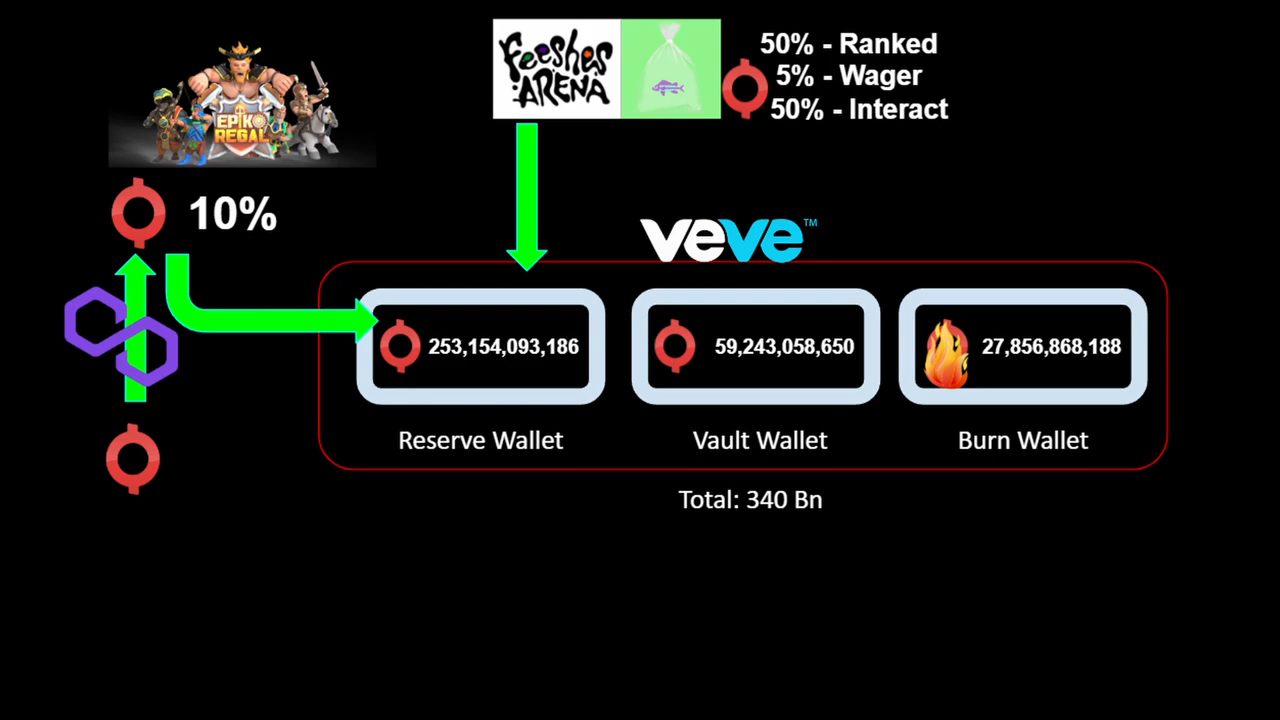 Feeshes
ARENA
50% - Ranked
5% - Wager
50% - Interact
EPIKO
REGAL
10%
veve™
253,154,093,186
59,243,058,650
27,856,868,188
Reserve Wallet
Vault Wallet
Burn Wallet
Total: 340 Bn